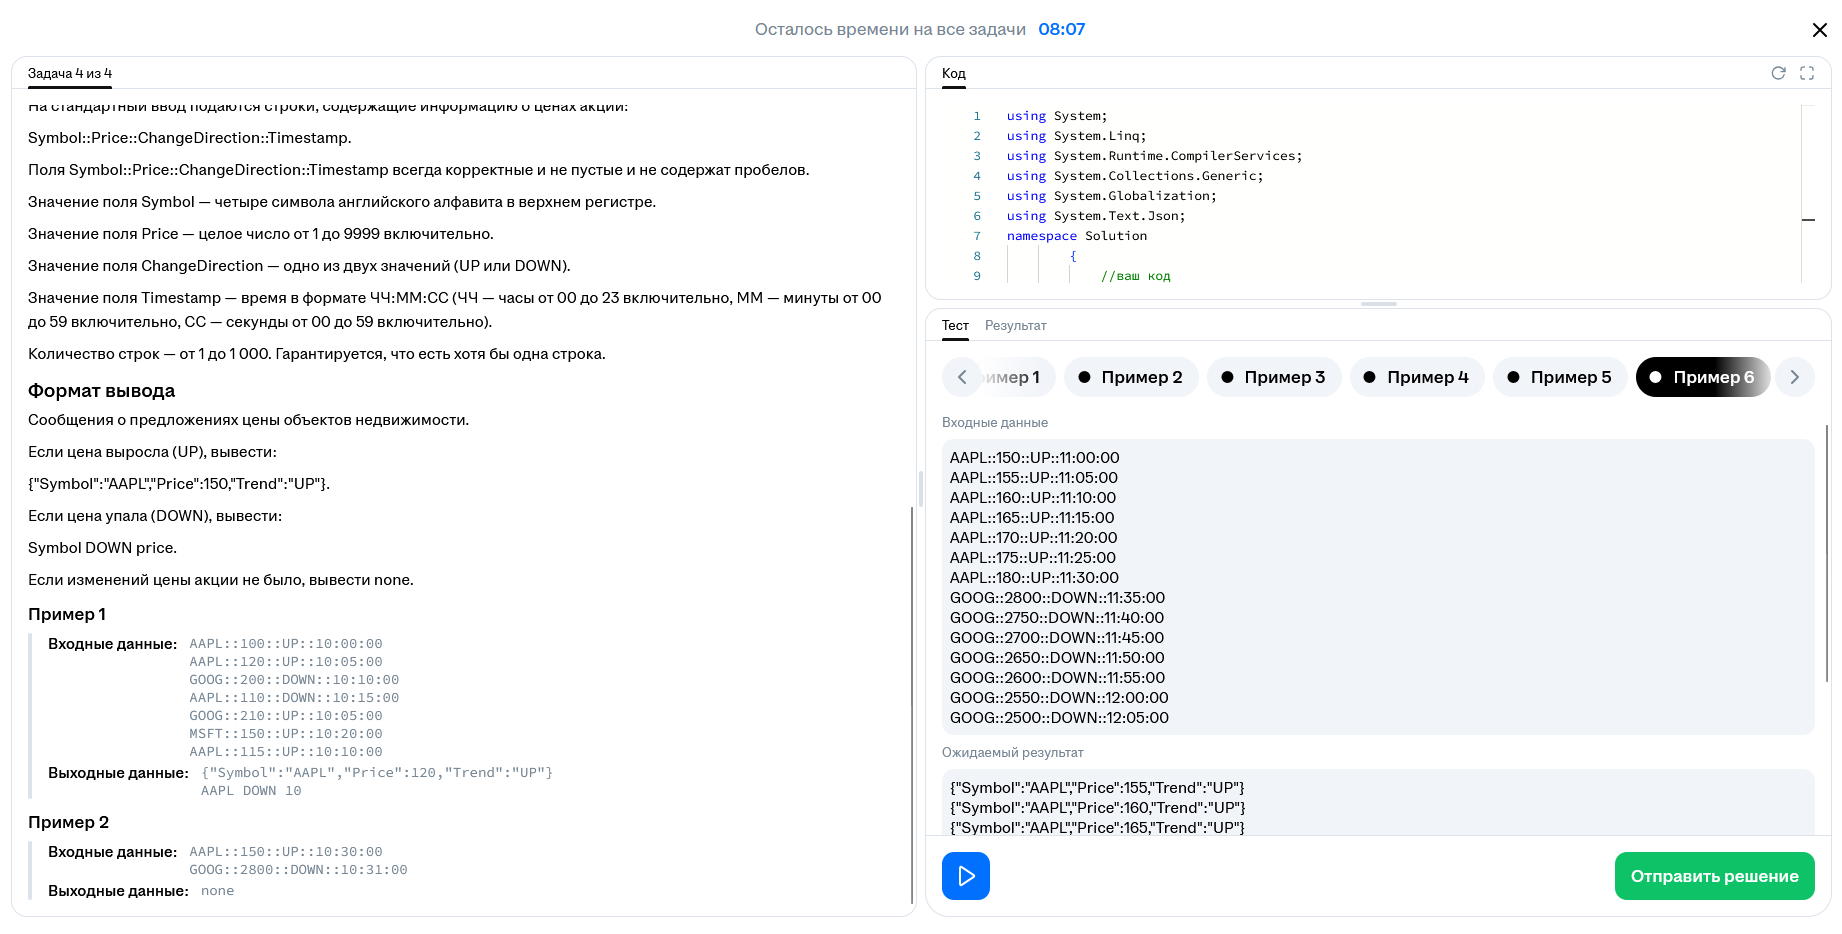 Осталось времени на все задачи 08:07
Задача 4 из 4
На стандартный ввод подаются строки, содержащие информацию о ценах акции:
Symbol::Price::ChangeDirection::Timestamp.
Поля Symbol::Price::ChangeDirection::Timestamp всегда корректные и не пустые и не содержат пробелов.
Значение поля Symbol — четыре символа английского алфавита в верхнем регистре.
Значение поля Price — целое число от 1 до 9999 включительно.
Значение поля ChangeDirection — одно из двух значений (UP или DOWN).
Значение поля Timestamp — время в формате ЧЧ:ММ:СС (ЧЧ — часы от 00 до 23 включительно, ММ — минуты от 00
до 59 включительно, СС — секунды от 00 до 59 включительно).
Количество строк — от 1 до 1 000. Гарантируется, что есть хотя бы одна строка.
Формат вывода
Сообщения о предложениях цены объектов недвижимости.
Если цена выросла (UP), вывести:
{"Symbol":"AAPL","Price":150,"Trend":"UP"}.
Если цена упала (DOWN), вывести:
Symbol DOWN price.
Если изменений цены акции не было, вывести none.
Пример 1
Входные данные: AAPL::100::UP::10:00:00
AAPL::120::UP::10:05:00
GOOG::200::DOWN::10:10:00
AAPL::110::DOWN::10:15:00
GOOG::210::UP::10:05:00
MSFT::150::UP::10:20:00
AAPL::115::UP::10:10:00
Выходные данные: {"Symbol":"AAPL","Price":120,"Trend":"UP"}
AAPL DOWN 10
Пример 2
Входные данные: AAPL::150::UP::10:30:00
GOOG::2800::DOWN::10:31:00
Выходные данные: none
Код
1 using System;
2 using System.Linq;
3 using System.Runtime.CompilerServices;
4 using System.Collections.Generic;
5 using System.Globalization;
6 using System.Text.Json;
7 namespace Solution
8 {
9 //ваш код
Тест Результат
имер 1 Пример 2 Пример 3 Пример 4 Пример 5 Пример 6
Входные данные
AAPL::150::UP::11:00:00
AAPL::155::UP::11:05:00
AAPL::160::UP::11:10:00
AAPL::165::UP::11:15:00
AAPL::170::UP::11:20:00
AAPL::175::UP::11:25:00
AAPL::180::UP::11:30:00
GOOG::2800::DOWN::11:35:00
GOOG::2750::DOWN::11:40:00
GOOG::2700::DOWN::11:45:00
GOOG::2650::DOWN::11:50:00
GOOG::2600::DOWN::11:55:00
GOOG::2550::DOWN::12:00:00
GOOG::2500::DOWN::12:05:00
Ожидаемый результат
{"Symbol":"AAPL","Price":155,"Trend":"UP"}
{"Symbol":"AAPL","Price":160,"Trend":"UP"}
{"Symbol":"AAPL","Price":165,"Trend":"UP"}
Отправить решение